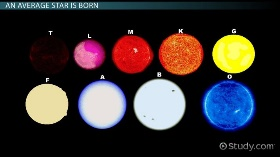 AN AVERAGE STAR IS BORN
T L M K G
F A B O
Study.com